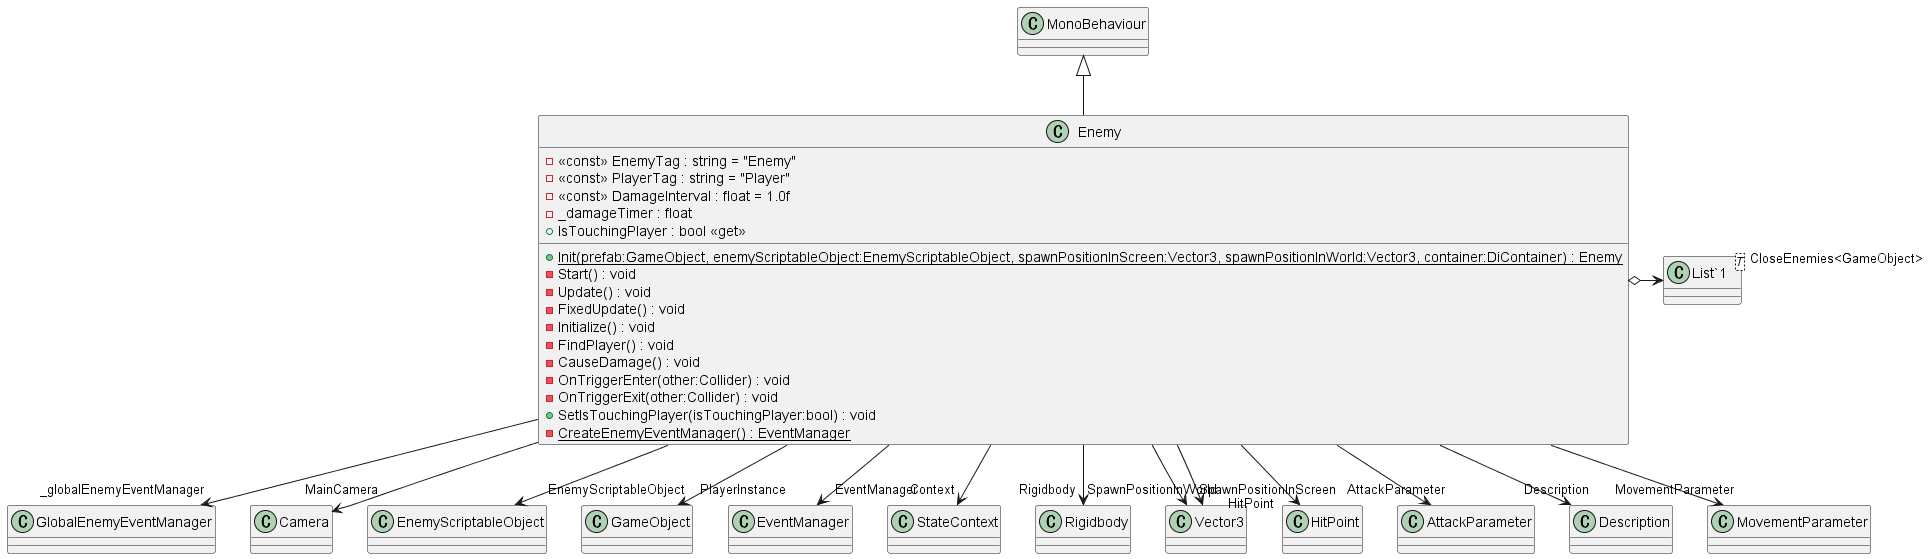 C MonoBehaviour
C Enemy
«const» EnemyTag : string = "Enemy"
«const» PlayerTag : string = "Player"
«const» DamageInterval : float = 1.0f
_damageTimer : float
IsTouchingPlayer : bool «get»
Init(prefab:GameObject, enemyScriptableObject:EnemyScriptableObject, spawnPositionInScreen:Vector3, spawnPositionInWorld:Vector3, container:DiContainer) : Enemy
Start() : void
Update() : void
FixedUpdate() : void
Initialize() : void
FindPlayer() : void
CauseDamage() : void
OnTriggerEnter(other:Collider) : void
OnTriggerExit(other:Collider) : void
SetIsTouchingPlayer(isTouchingPlayer:bool) : void
CreateEnemyEventManager() : EventManager
C List`1
T
CloseEnemies<GameObject>
_globalEnemyEventManager
MainCamera
EnemyScriptableObject
PlayerInstance
EventManager
Context
Rigidbody
SpawnPositionInWorld
SpawnPositionInScreen
HitPoint
AttackParameter
Description
MovementParameter
C GlobalEnemyEventManager
C Camera
C EnemyScriptableObject
C GameObject
C EventManager
C StateContext
C Rigidbody
C Vector3
C HitPoint
C AttackParameter
C Description
C MovementParameter